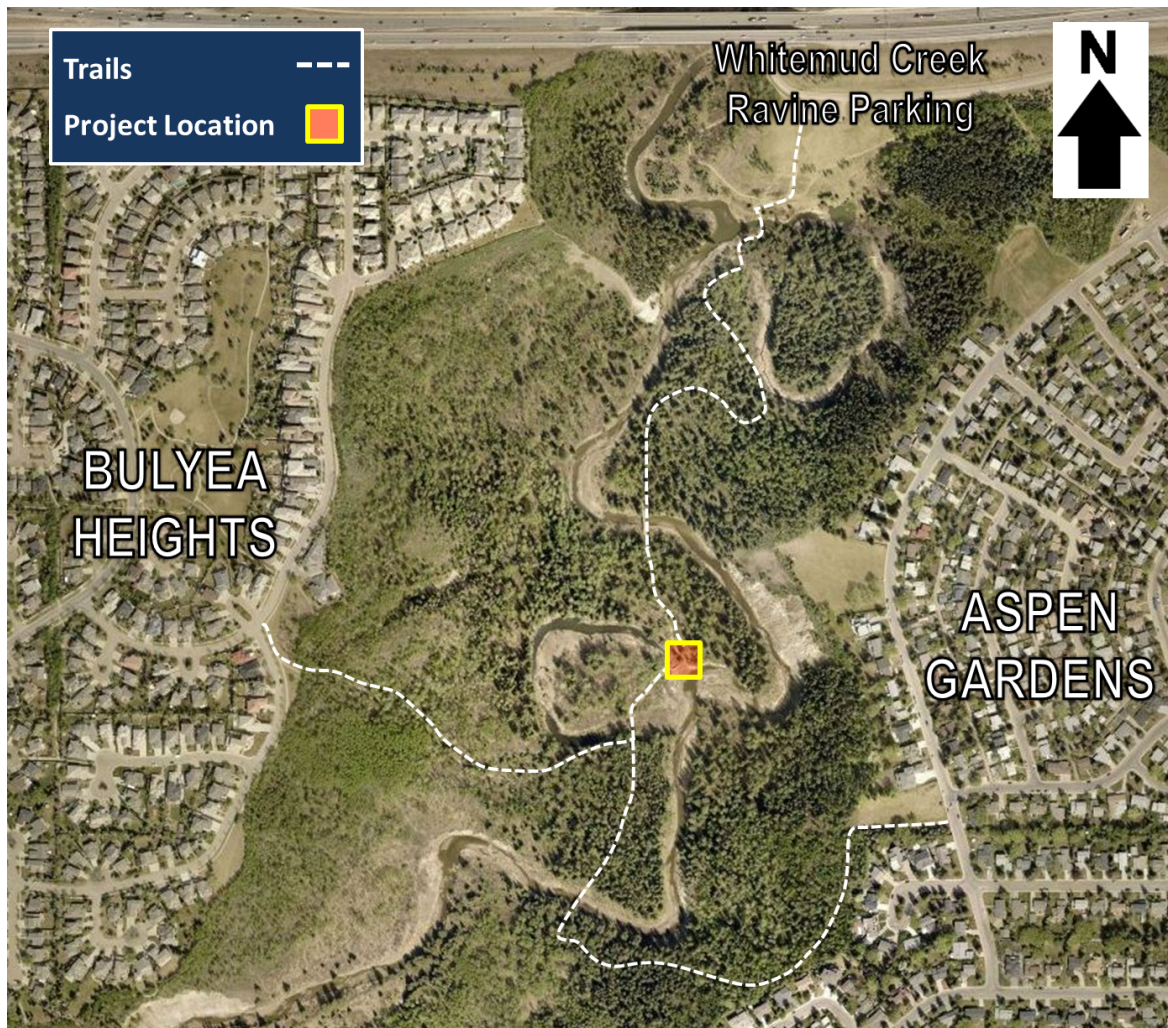 Trails
Project Location
Whitemud Creek
Ravine Parking
N
BULYEA
HEIGHTS
ASPEN
GARDENS